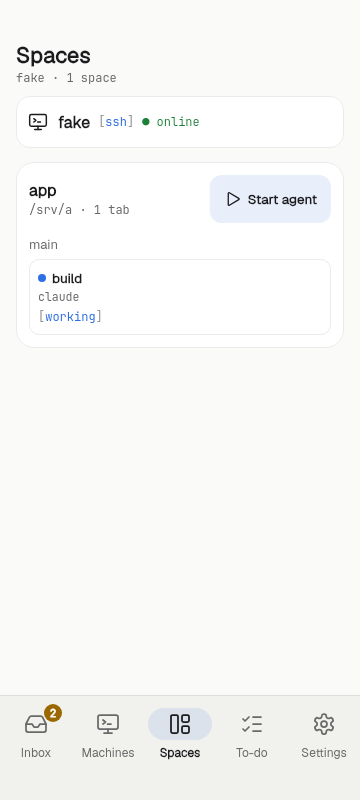 Spaces
fake · 1 space
fake [ssh] ● online
app
/srv/a · 1 tab
Start agent
main
build
claude
[working]
2
Inbox
Machines
Spaces
To-do
Settings